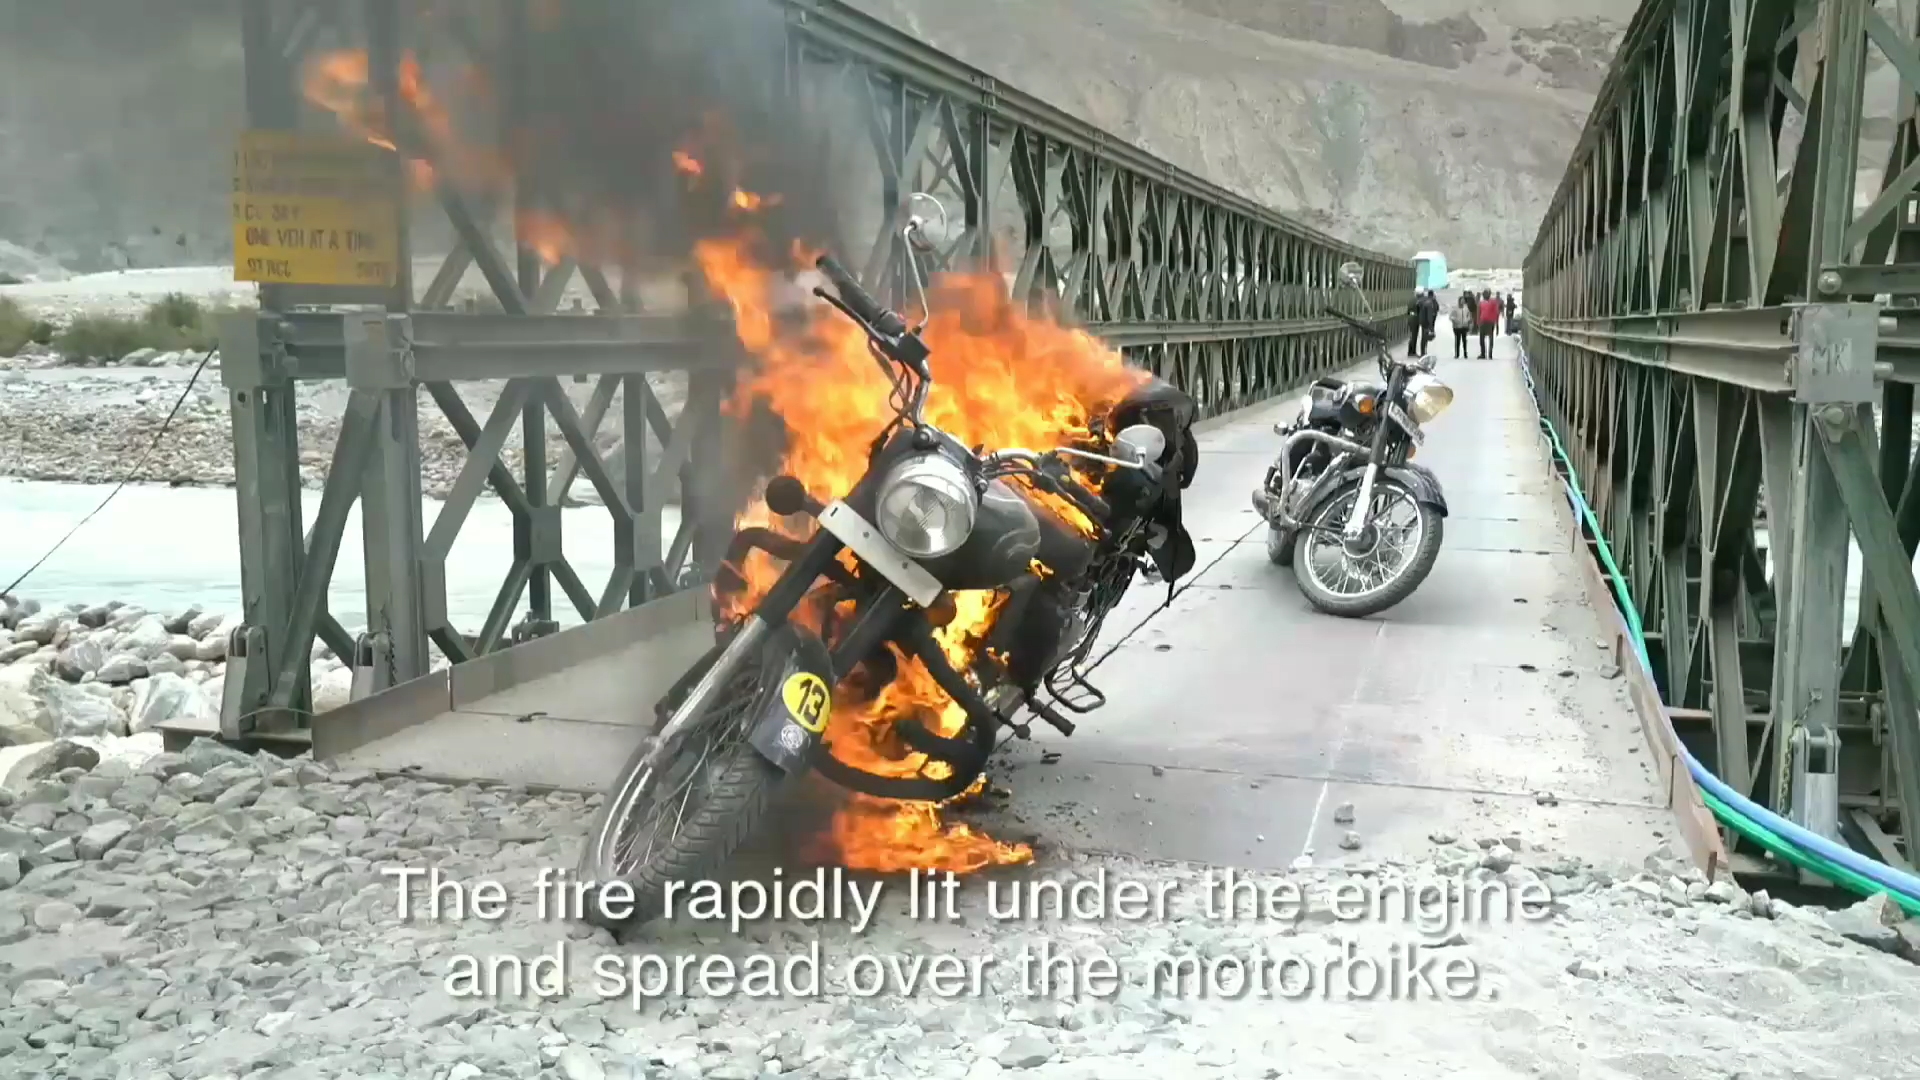 ONE VEH AT A TIME
13
MK
The fire rapidly lit under the engine
and spread over the motorbike.